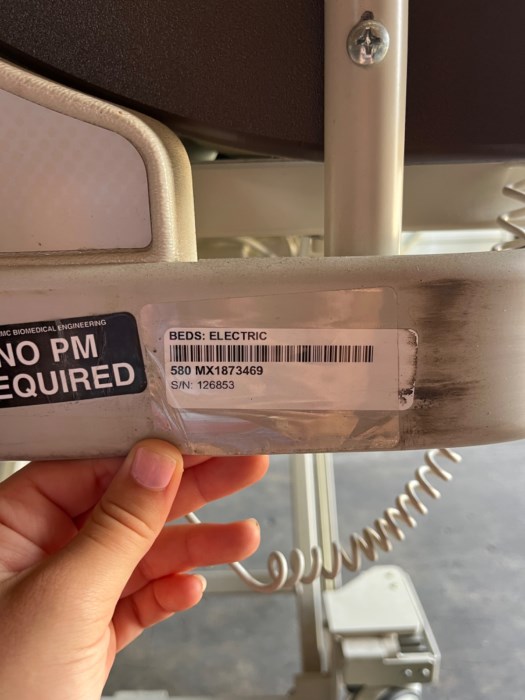 MC BIOMEDICAL ENGINEERING
NO PM
EQUIRED
BEDS: ELECTRIC
580 MX1873469
S/N: 126853